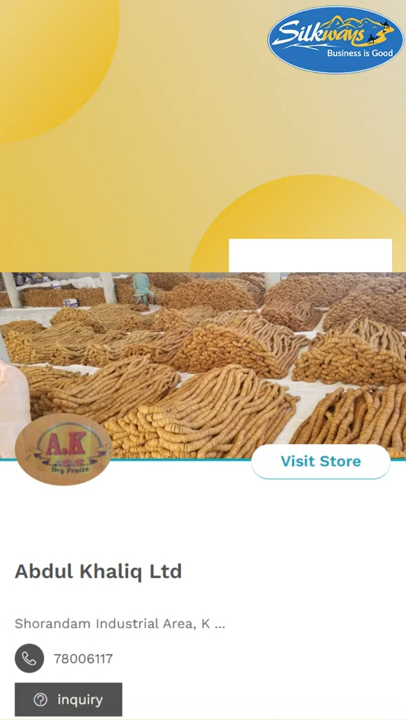 Silkways
Business is Good
A.K
Dry Fruits
Visit Store
Abdul Khaliq Ltd
Shorandam Industrial Area, K ...
78006117
inquiry